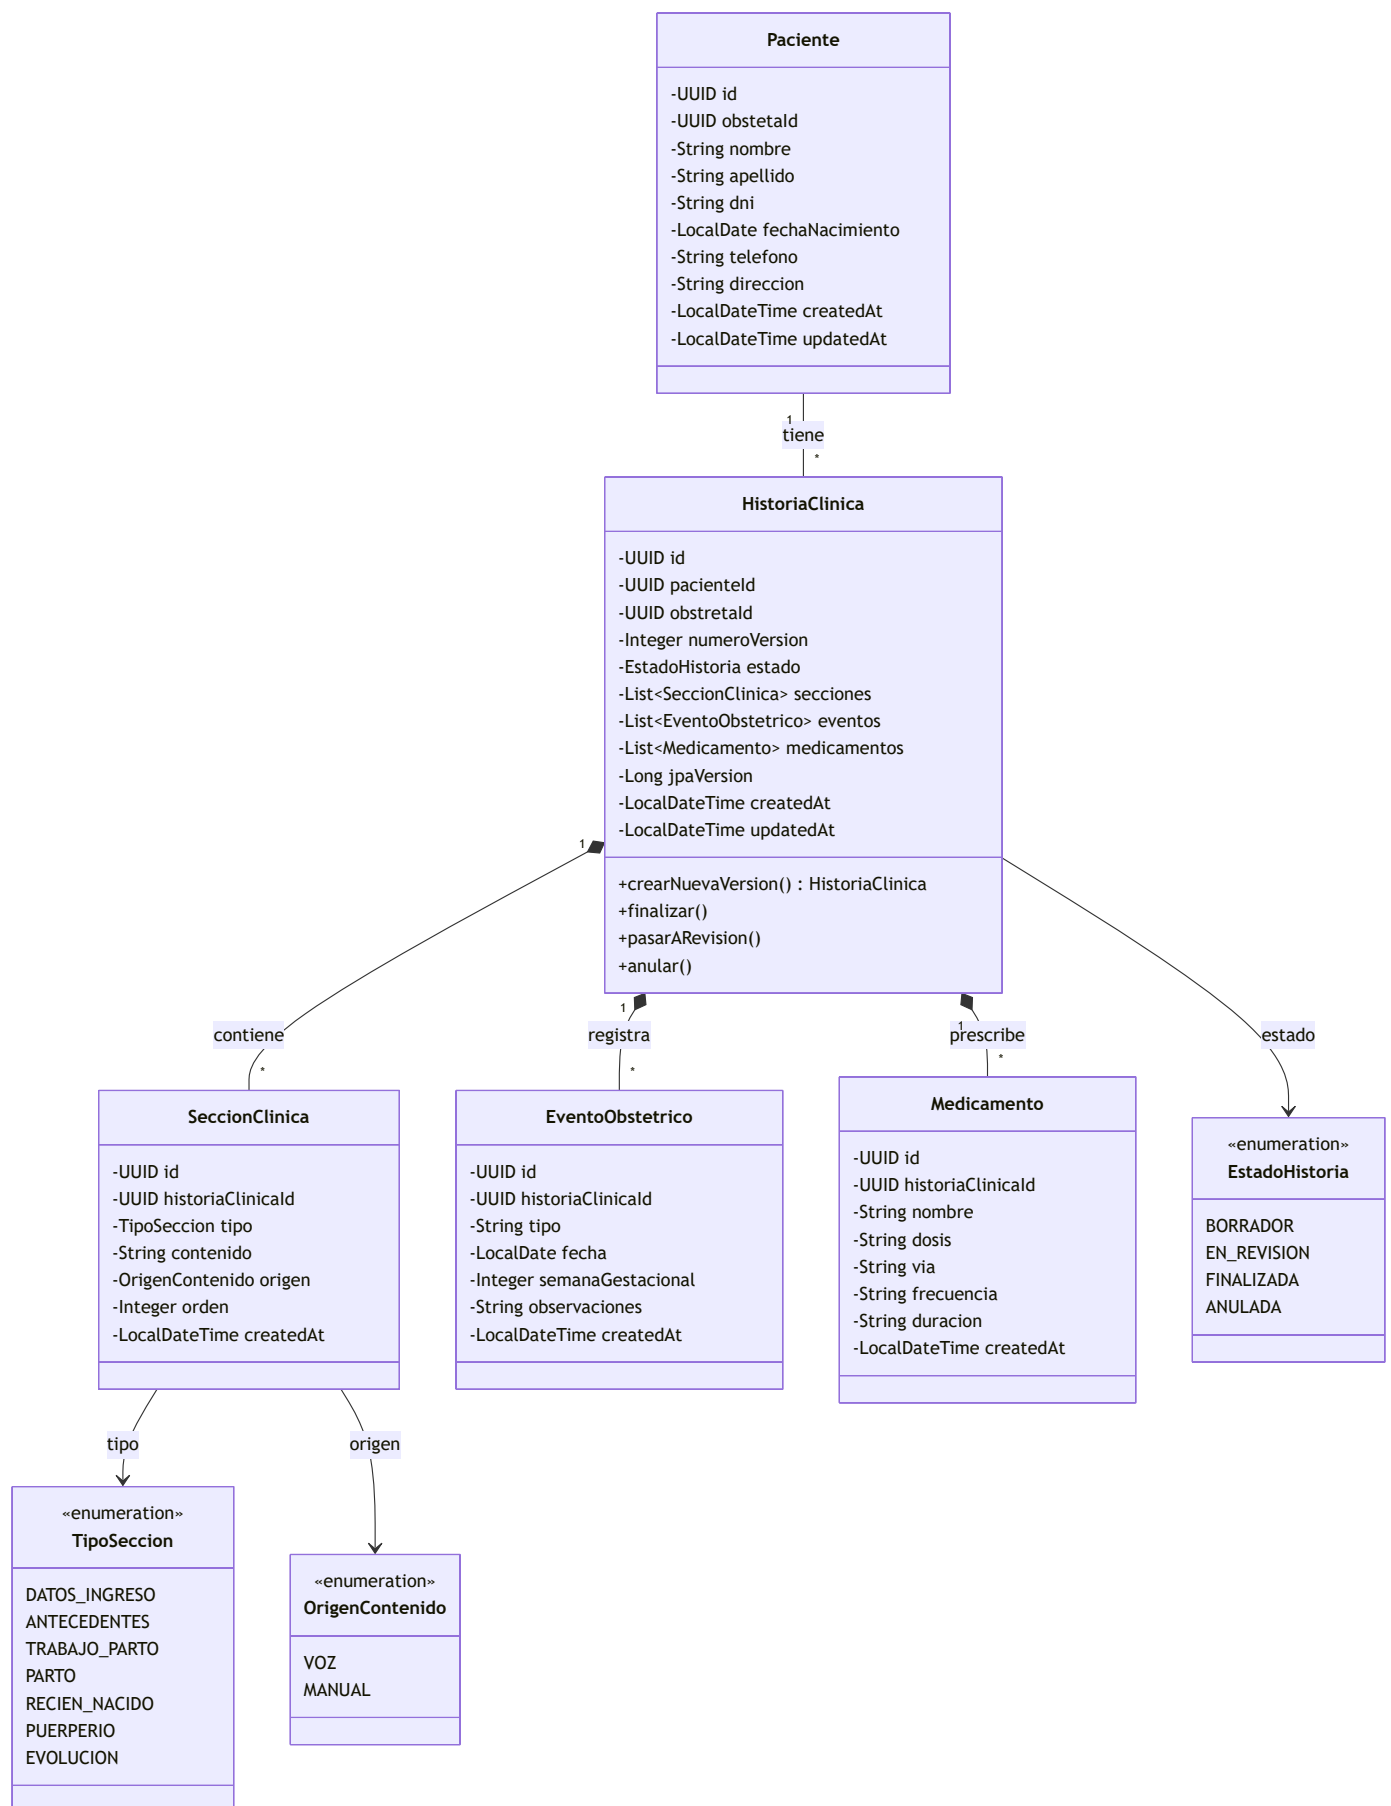 Paciente
-UUID id
-UUID obstetaId
-String nombre
-String apellido
-String dni
-LocalDate fechaNacimiento
-String telefono
-String direccion
-LocalDateTime createdAt
-LocalDateTime updatedAt
1
tiene
*
HistoriaClinica
-UUID id
-UUID pacienteId
-UUID obstretaId
-Integer numeroVersion
-EstadoHistoria estado
-List<SeccionClinica> secciones
-List<EventoObstetrico> eventos
-List<Medicamento> medicamentos
-Long jpaVersion
-LocalDateTime createdAt
-LocalDateTime updatedAt
+crearNuevaVersion() : HistoriaClinica
+finalizar()
+pasarARevision()
+anular()
1
contiene
*
1
registra
*
1
prescribe
*
estado
SeccionClinica
-UUID id
-UUID historiaClinicaId
-TipoSeccion tipo
-String contenido
-OrigenContenido origen
-Integer orden
-LocalDateTime createdAt
EventoObstetrico
-UUID id
-UUID historiaClinicaId
-String tipo
-LocalDate fecha
-Integer semanaGestacional
-String observaciones
-LocalDateTime createdAt
Medicamento
-UUID id
-UUID historiaClinicaId
-String nombre
-String dosis
-String via
-String frecuencia
-String duracion
-LocalDateTime createdAt
«enumeration»
EstadoHistoria
BORRADOR
EN_REVISION
FINALIZADA
ANULADA
tipo
origen
«enumeration»
TipoSeccion
DATOS_INGRESO
ANTECEDENTES
TRABAJO_PARTO
PARTO
RECIEN_NACIDO
PUERPERIO
EVOLUCION
«enumeration»
OrigenContenido
VOZ
MANUAL